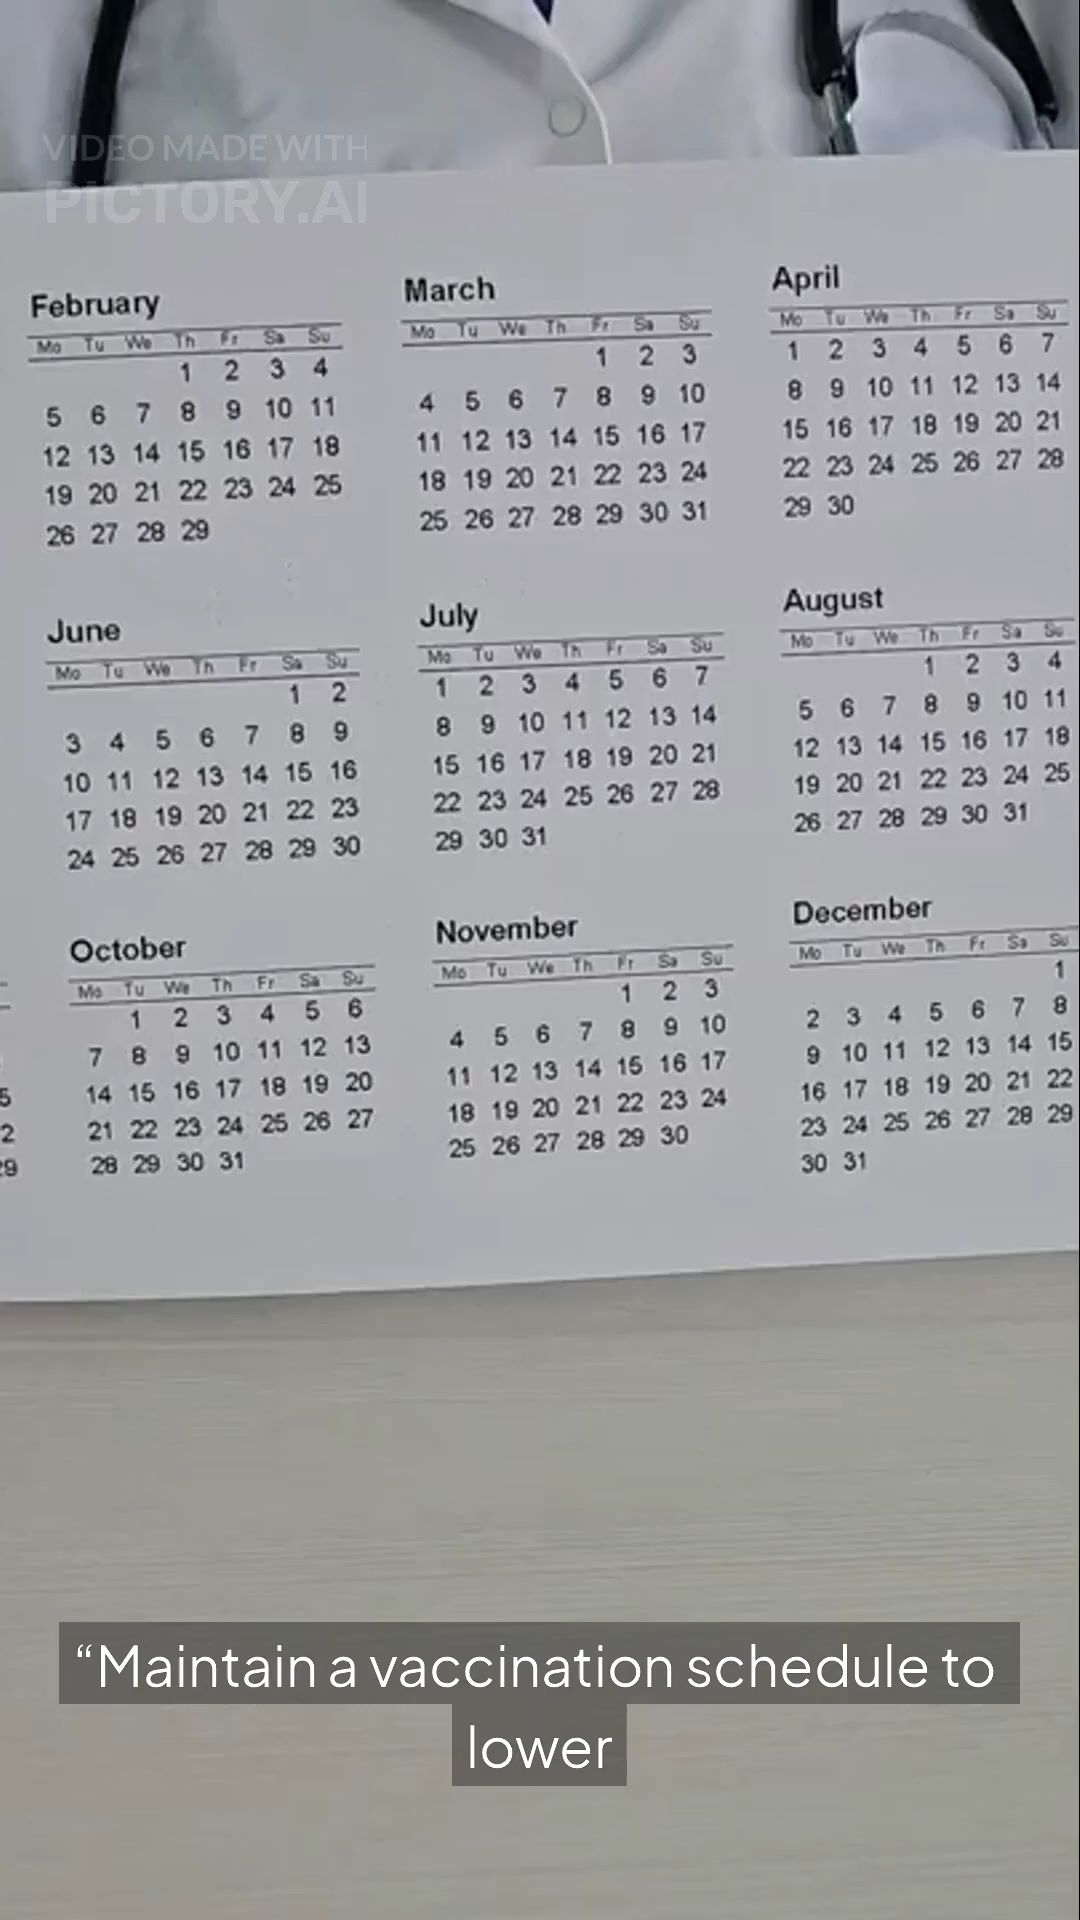 VIDEO MADE WITH
PICTORY.AI
February
Mo Tu We Th Fr Sa Su
1 2 3 4
5 6 7 8 9 10 11
12 13 14 15 16 17 18
19 20 21 22 23 24 25
26 27 28 29
March
Mo Tu We Th Fr Sa Su
1 2 3
4 5 6 7 8 9 10
11 12 13 14 15 16 17
18 19 20 21 22 23 24
25 26 27 28 29 30 31
April
Mo Tu We Th Fr Sa Su
1 2 3 4 5 6 7
8 9 10 11 12 13 14
15 16 17 18 19 20 21
22 23 24 25 26 27 28
29 30
June
Mo Tu We Th Fr Sa Su
1 2
3 4 5 6 7 8 9
10 11 12 13 14 15 16
17 18 19 20 21 22 23
24 25 26 27 28 29 30
July
Mo Tu We Th Fr Sa Su
1 2 3 4 5 6 7
8 9 10 11 12 13 14
15 16 17 18 19 20 21
22 23 24 25 26 27 28
29 30 31
August
Mo Tu We Th Fr Sa Su
1 2 3 4
5 6 7 8 9 10 11
12 13 14 15 16 17 18
19 20 21 22 23 24 25
26 27 28 29 30 31
5
2
29
October
Mo Tu We Th Fr Sa Su
1 2 3 4 5 6
7 8 9 10 11 12 13
14 15 16 17 18 19 20
21 22 23 24 25 26 27
28 29 30 31
November
Mo Tu We Th Fr Sa Su
1 2 3
4 5 6 7 8 9 10
11 12 13 14 15 16 17
18 19 20 21 22 23 24
25 26 27 28 29 30
December
Mo Tu We Th Fr Sa Su
1
2 3 4 5 6 7 8
9 10 11 12 13 14 15
16 17 18 19 20 21 22
23 24 25 26 27 28 29
30 31
“Maintain a vaccination schedule to
lower